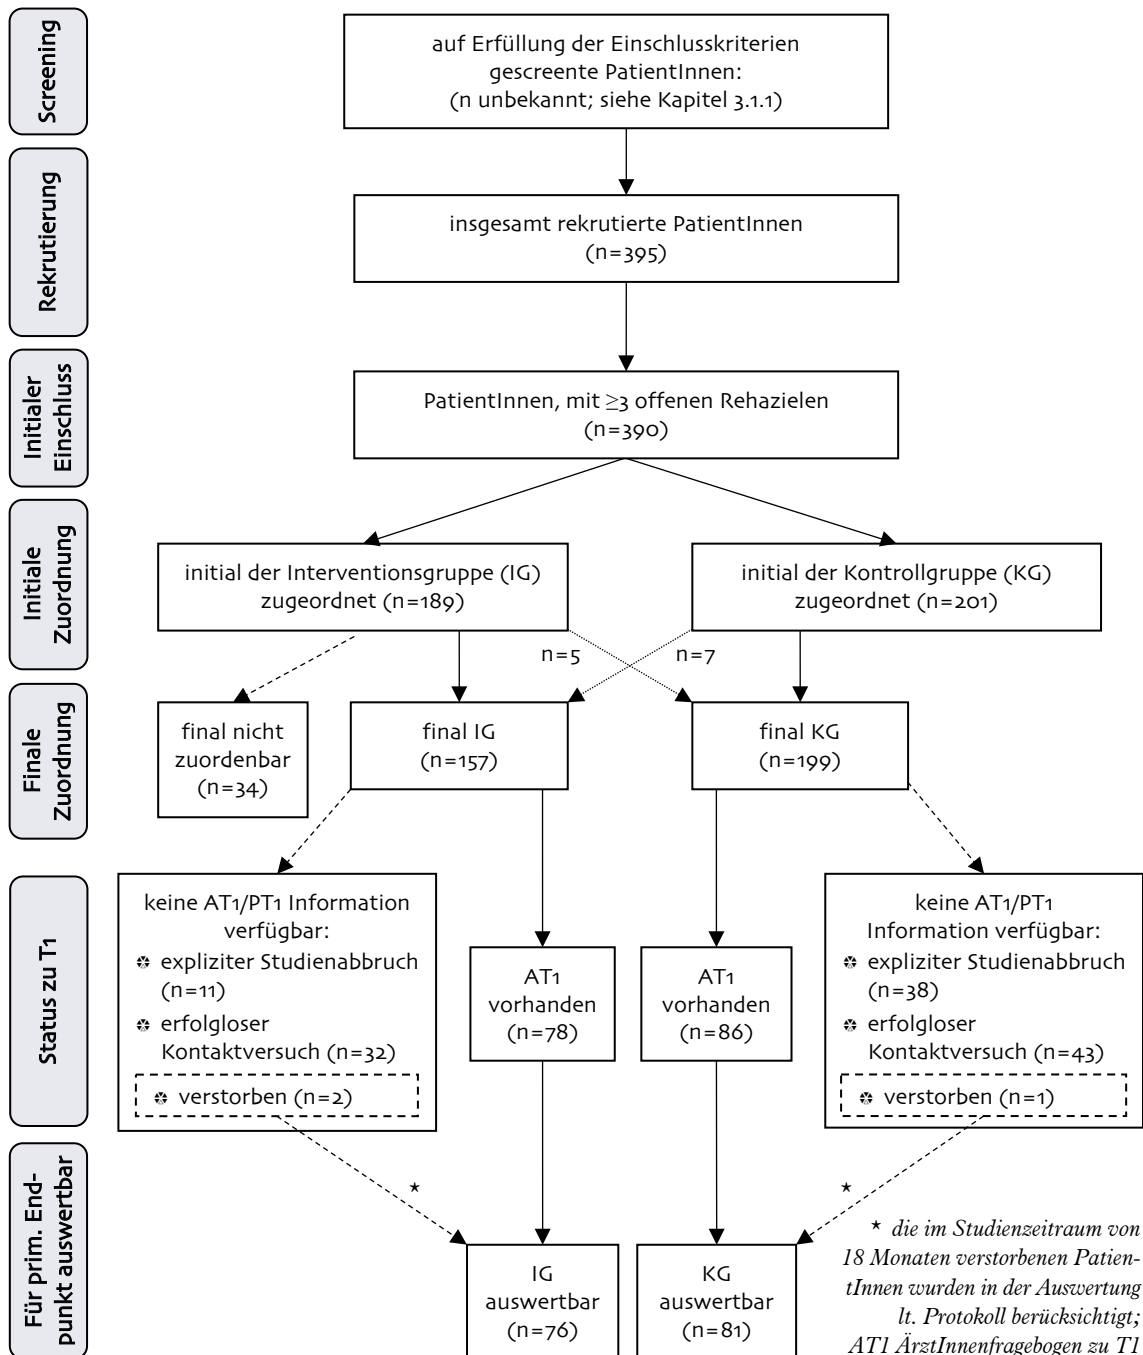 Screening
auf Erfüllung der Einschlusskriterien
gescreente PatientInnen:
(n unbekannt; siehe Kapitel 3.1.1)
Rekrutierung
insgesamt rekrutierte PatientInnen
(n=395)
Initialer
Einschluss
PatientInnen, mit ≥3 offenen Rehazielen
(n=390)
Initiale
Zuordnung
initial der Interventionsgruppe (IG)
zugeordnet (n=189)
initial der Kontrollgruppe (KG)
zugeordnet (n=201)
n=5
n=7
Finale
Zuordnung
final nicht
zuordenbar
(n=34)
final IG
(n=157)
final KG
(n=199)
Status zu T1
keine AT1/PT1 Information
verfügbar:
expliziter Studienabbruch
(n=11)
erfolgloser
Kontaktversuch (n=32)
verstorben (n=2)
AT1
vorhanden
(n=78)
AT1
vorhanden
(n=86)
keine AT1/PT1
Information verfügbar:
expliziter Studienabbruch
(n=38)
erfolgloser
Kontaktversuch (n=43)
verstorben (n=1)
*
*
Für prim. End-
punkt auswertbar
IG
auswertbar
(n=76)
KG
auswertbar
(n=81)
* die im Studienzeitraum von
18 Monaten verstorbenen Patien-
tInnen wurden in der Auswertung
lt. Protokoll berücksichtigt;
AT1 ÄrztInnenfragebogen zu T1